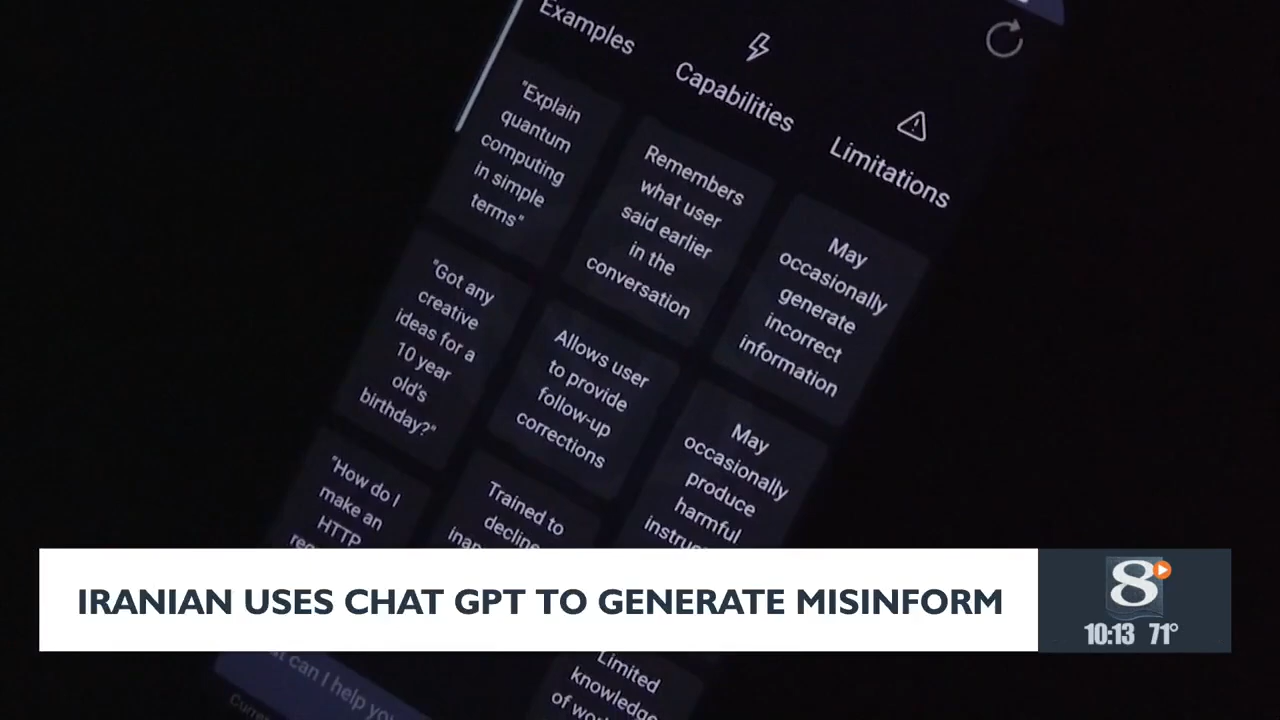 Examples
"Explain
quantum
computing
in simple
terms"
"Got any
creative
ideas for a
10 year
old's
birthday?"
"How do I
make an
HTTP
Capabilities
Remembers
what user
said earlier
in the
conversation
Allows user
to provide
follow-up
corrections
Trained to
decline
Limitations
May
occasionally
generate
incorrect
information
May
occasionally
produce
harmful
Limited
knowledge
can I help
IRANIAN USES CHAT GPT TO GENERATE MISINFORM
8
10:13 71°